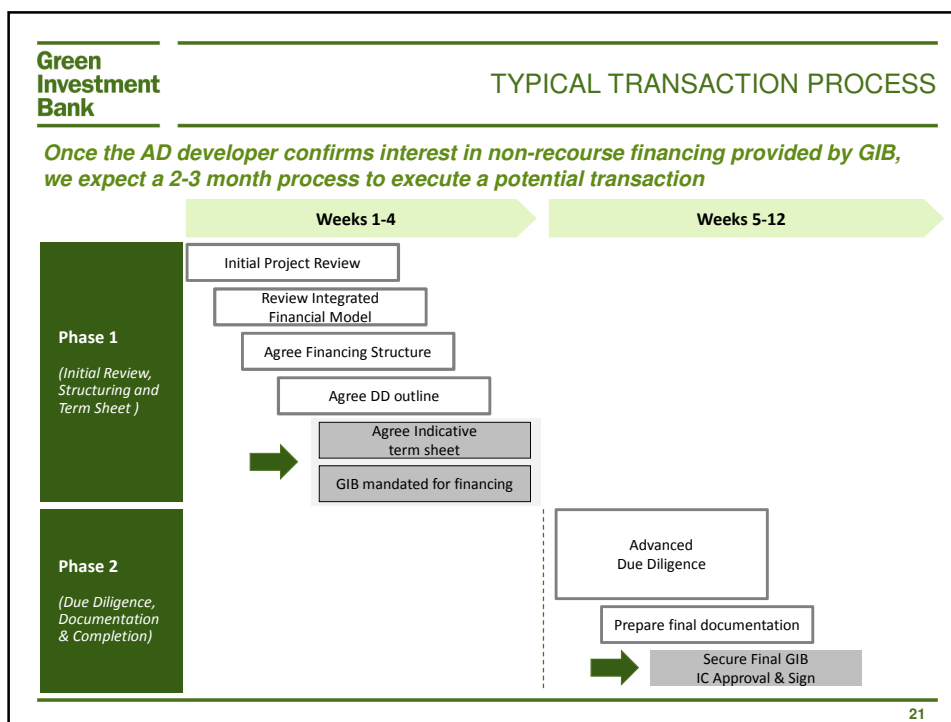 Green
Investment
Bank
TYPICAL TRANSACTION PROCESS
Once the AD developer confirms interest in non-recourse financing provided by GIB,
we expect a 2-3 month process to execute a potential transaction
Weeks 1-4
Weeks 5-12
Phase 1
(Initial Review,
Structuring and
Term Sheet )
Initial Project Review
Review Integrated
Financial Model
Agree Financing Structure
Agree DD outline
Agree Indicative
term sheet
GIB mandated for financing
Phase 2
(Due Diligence,
Documentation
& Completion)
Advanced
Due Diligence
Prepare final documentation
Secure Final GIB
IC Approval & Sign
21